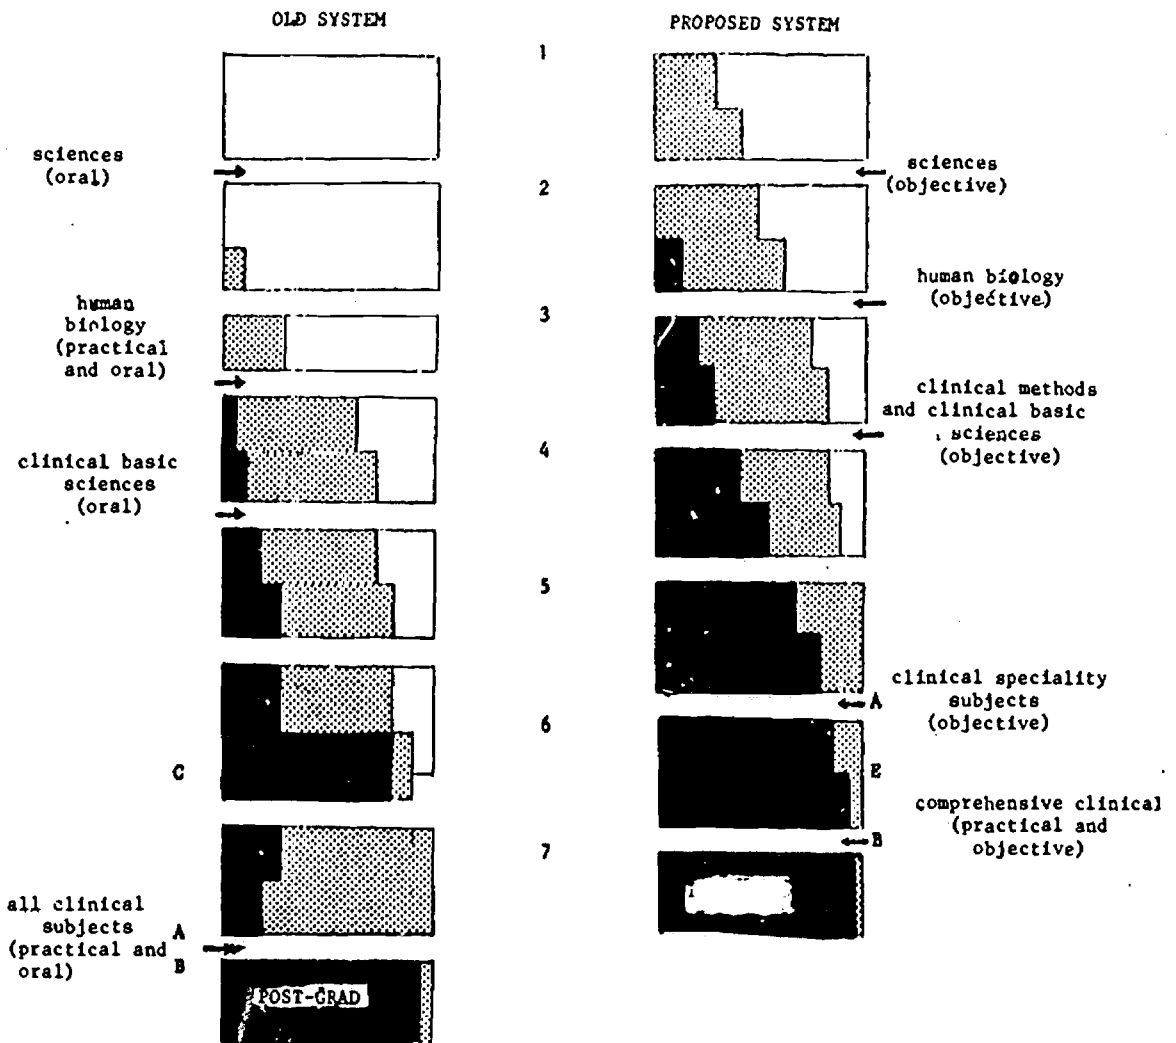 OLD SYSTEM
PROPOSED SYSTEM
1
sciences
(oral)
sciences
(objective)
2
human
biology
(practical
and oral)
human biology
(objective)
3
clinical methods
and clinical basic
sciences
(objective)
clinical basic
sciences
(oral)
4
5
clinical speciality
subjects
(objective)
A
6
C
E
comprehensive clinical
(practical and
objective)
B
7
all clinical
subjects
(practical and
oral)
A
B
POST-GRAD